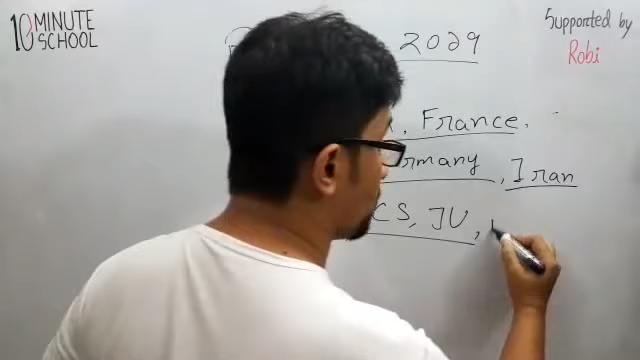 10 MINUTE SCHOOL
Supported by
Robi
2029
, France.
rmany, Iran
CS, JU,